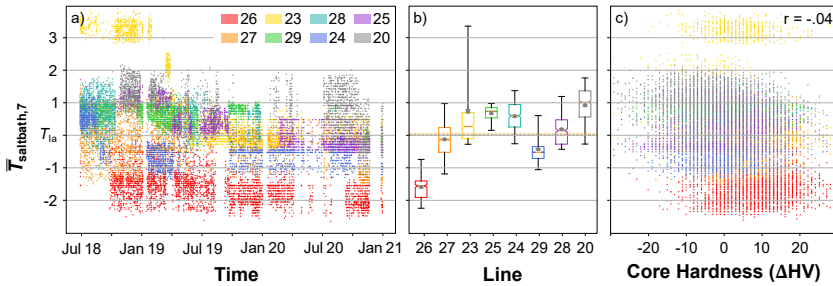 a)
26 23 28 25
27 29 24 20
3
2
1
T_la
-1
-2
T̅saltbath,7
Jul 18 Jan 19 Jul 19 Jan 20 Jul 20 Jan 21
Time
b)
26 27 23 25 24 29 28 20
Line
c)
r = -.04
-20 -10 0 10 20
Core Hardness (ΔHV)